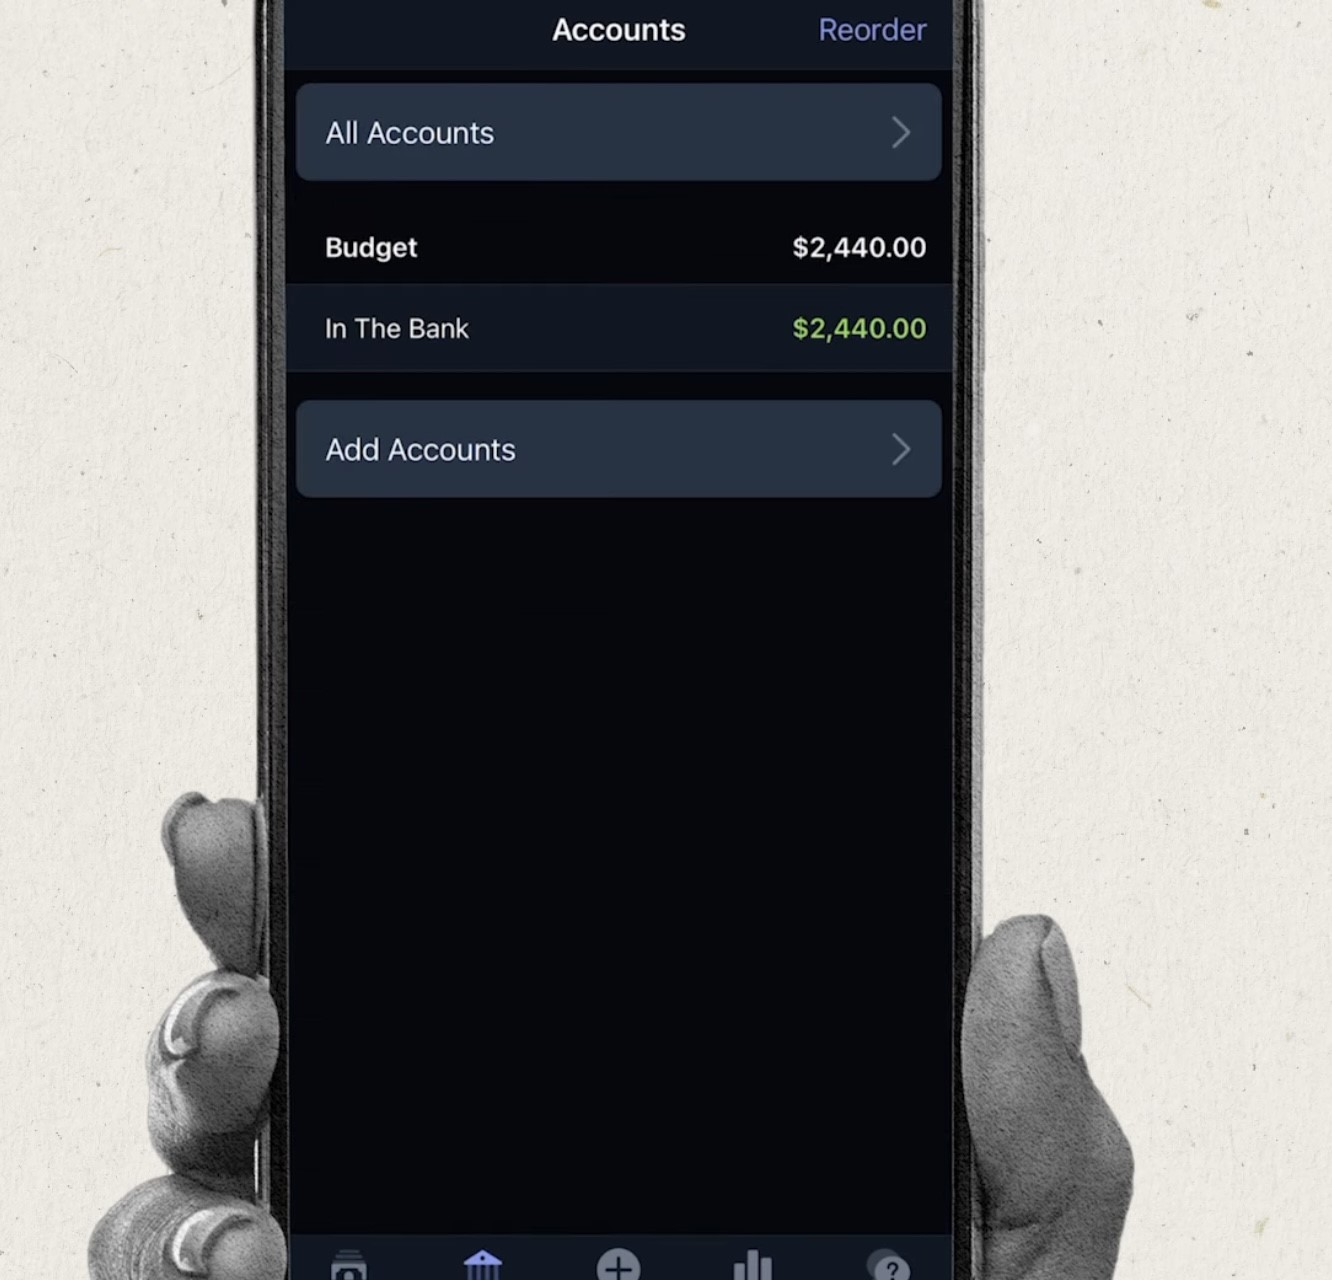 Accounts Reorder
All Accounts
Budget $2,440.00
In The Bank $2,440.00
Add Accounts
?